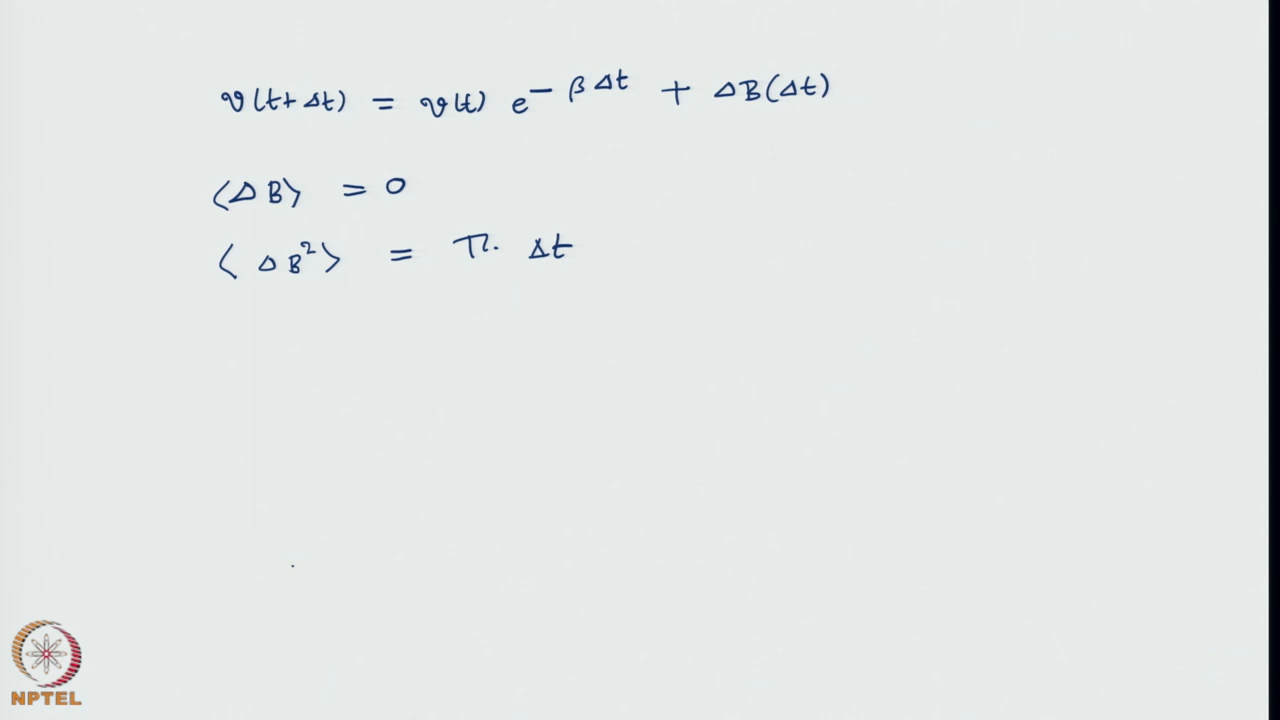 v(t+Δt) = v(t) e^{-βΔt} + ΔB(Δt)
⟨ΔB⟩ = 0
⟨ΔB²⟩ = π. Δt
NPTEL